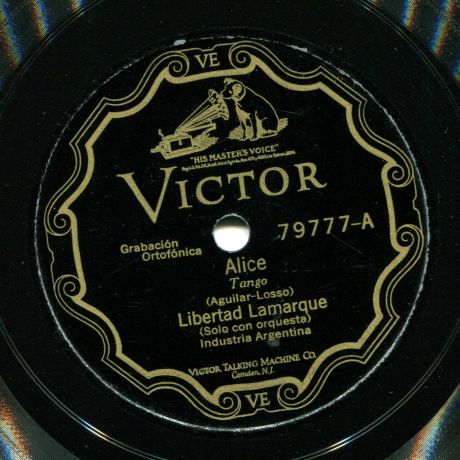 VE
"HIS MASTER'S VOICE"
VICTOR
Grabación
Ortofónica
79777-A
Alice
Tango
(Aguilar-Losso)
Libertad Lamarque
(Solo con orquesta)
Industria Argentina
VICTOR TALKING MACHINE CO.
Camden, N.J.
VE